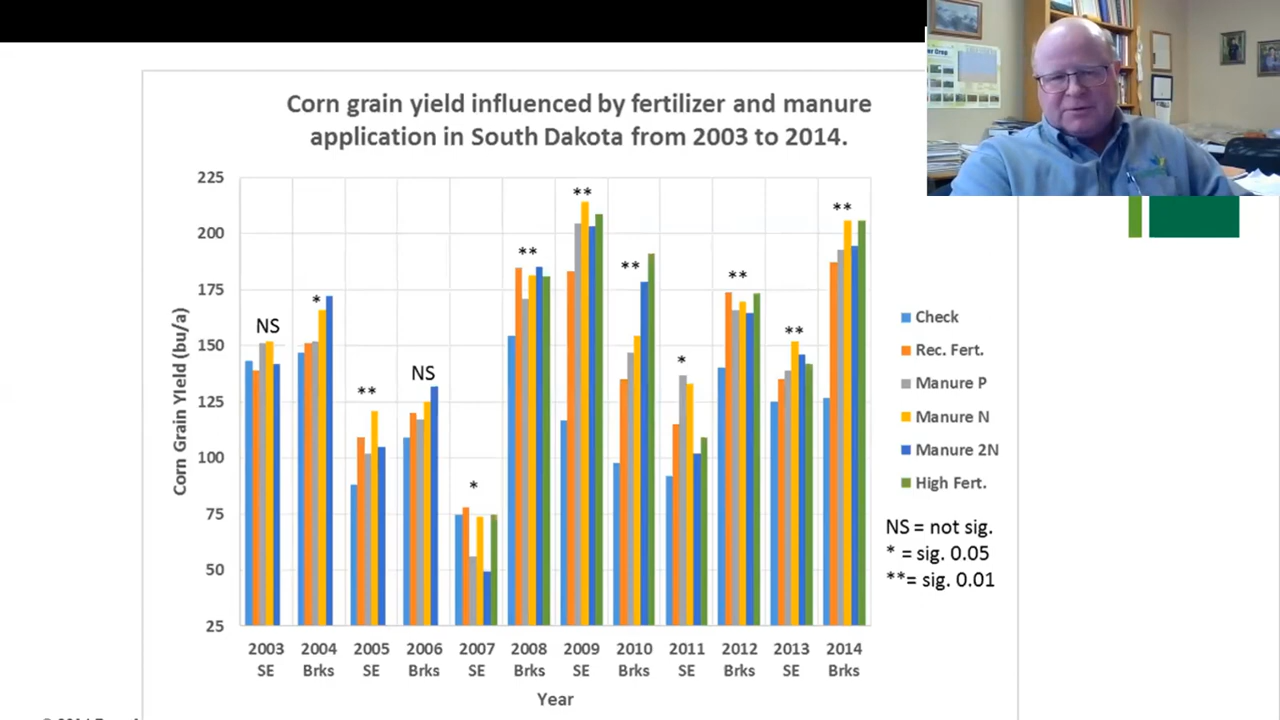 Corn grain yield influenced by fertilizer and manure
application in South Dakota from 2003 to 2014.
225
200
175
150
125
100
75
50
25
Corn Grain Yield (bu/a)
NS
*
**
NS
*
**
**
**
*
**
**
**
2003 2004 2005 2006 2007 2008 2009 2010 2011 2012 2013 2014
SE Brks SE Brks SE Brks SE Brks SE Brks SE Brks
Year
Check
Rec. Fert.
Manure P
Manure N
Manure 2N
High Fert.
NS = not sig.
* = sig. 0.05
**= sig. 0.01